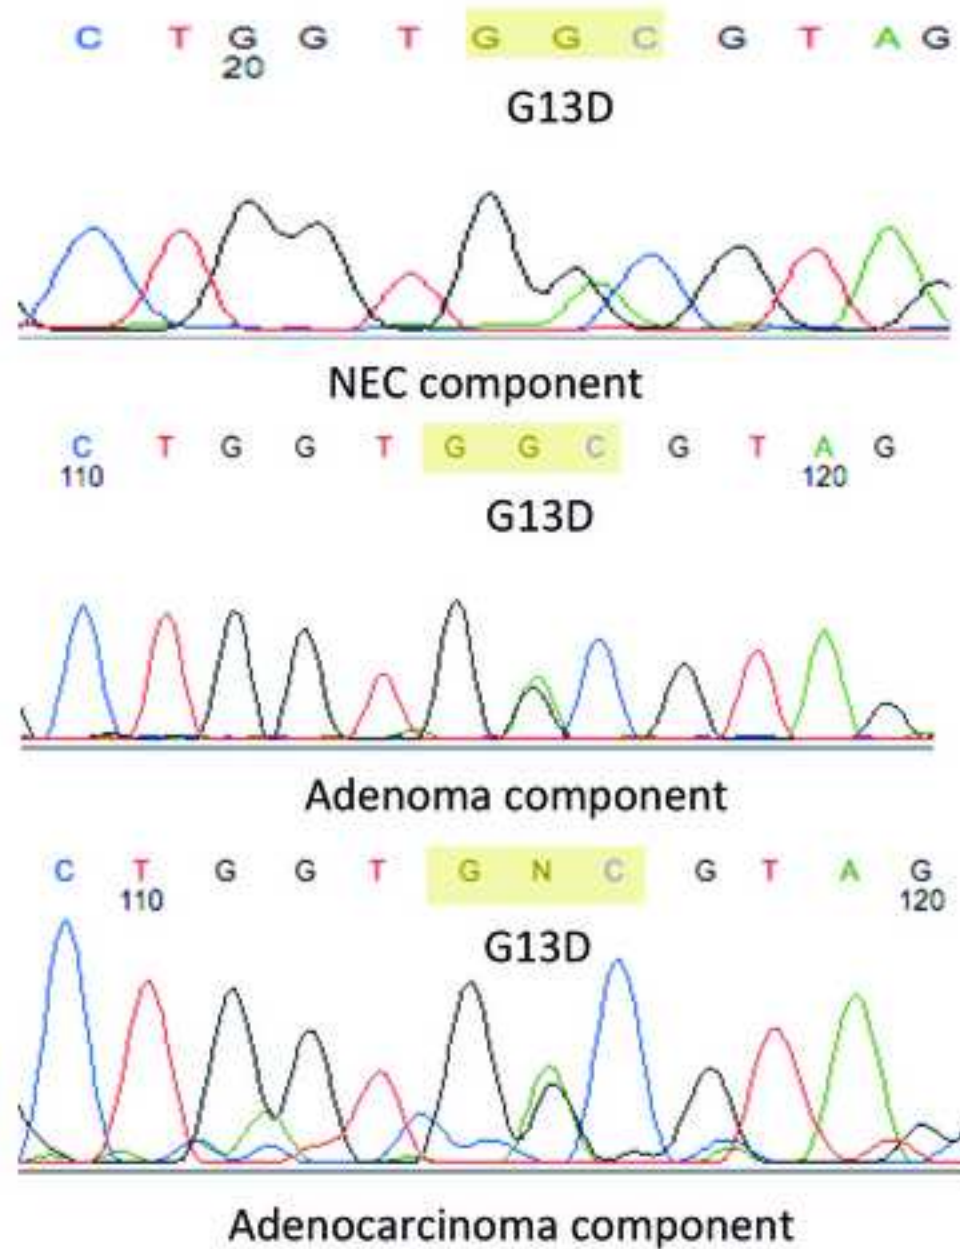 C T G G T G G C G T A G
20
G13D
NEC component
C T G G T G G C G T A G
110 120
G13D
Adenoma component
C T G G T G N C G T A G
110 120
G13D
Adenocarcinoma component